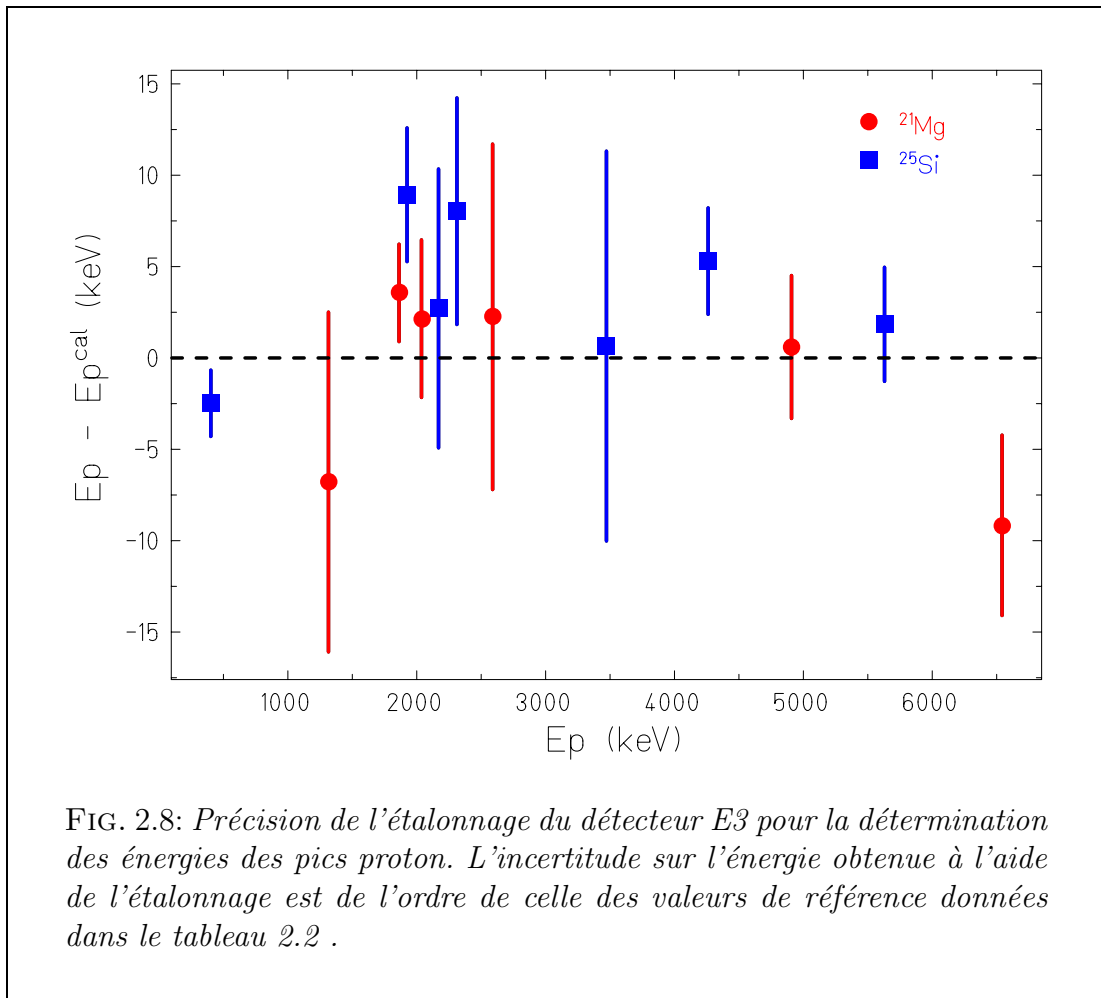 15
10
5
0
-5
-10
-15
Ep - Ep^cal (keV)
21Mg
25Si
1000 2000 3000 4000 5000 6000
Ep (keV)
FIG. 2.8: Précision de l'étalonnage du détecteur E3 pour la détermination
des énergies des pics proton. L'incertitude sur l'énergie obtenue à l'aide
de l'étalonnage est de l'ordre de celle des valeurs de référence données
dans le tableau 2.2 .